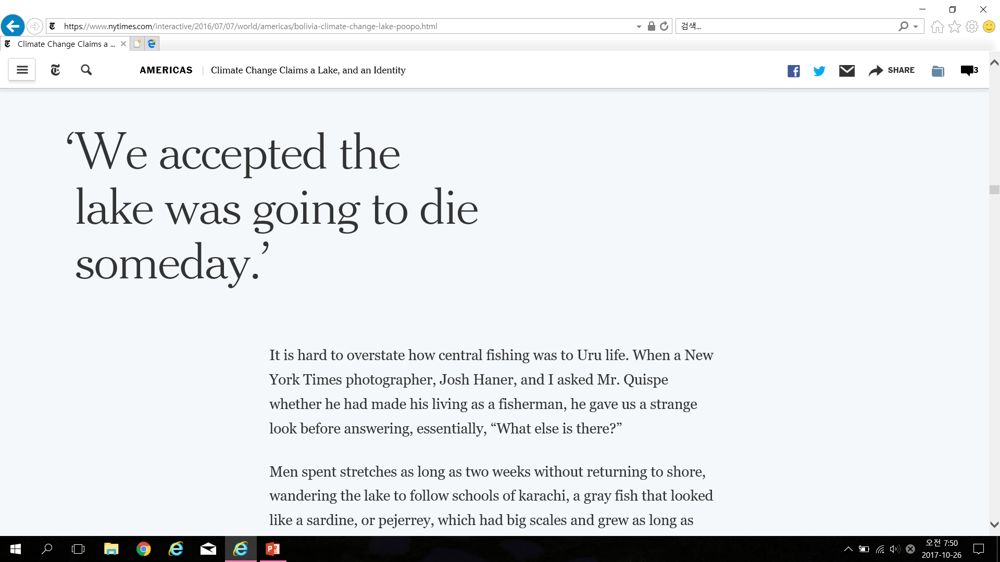 https://www.nytimes.com/interactive/2016/07/07/world/americas/bolivia-climate-change-lake-poopo.html
검색...
Climate Change Claims a ...
AMERICAS | Climate Change Claims a Lake, and an Identity
SHARE
3
‘We accepted the
lake was going to die
someday.’
It is hard to overstate how central fishing was to Uru life. When a New
York Times photographer, Josh Haner, and I asked Mr. Quispe
whether he had made his living as a fisherman, he gave us a strange
look before answering, essentially, “What else is there?”
Men spent stretches as long as two weeks without returning to shore,
wandering the lake to follow schools of karachi, a gray fish that looked
like a sardine, or pejerrey, which had big scales and grew as long as
오전 7:50
2017-10-26